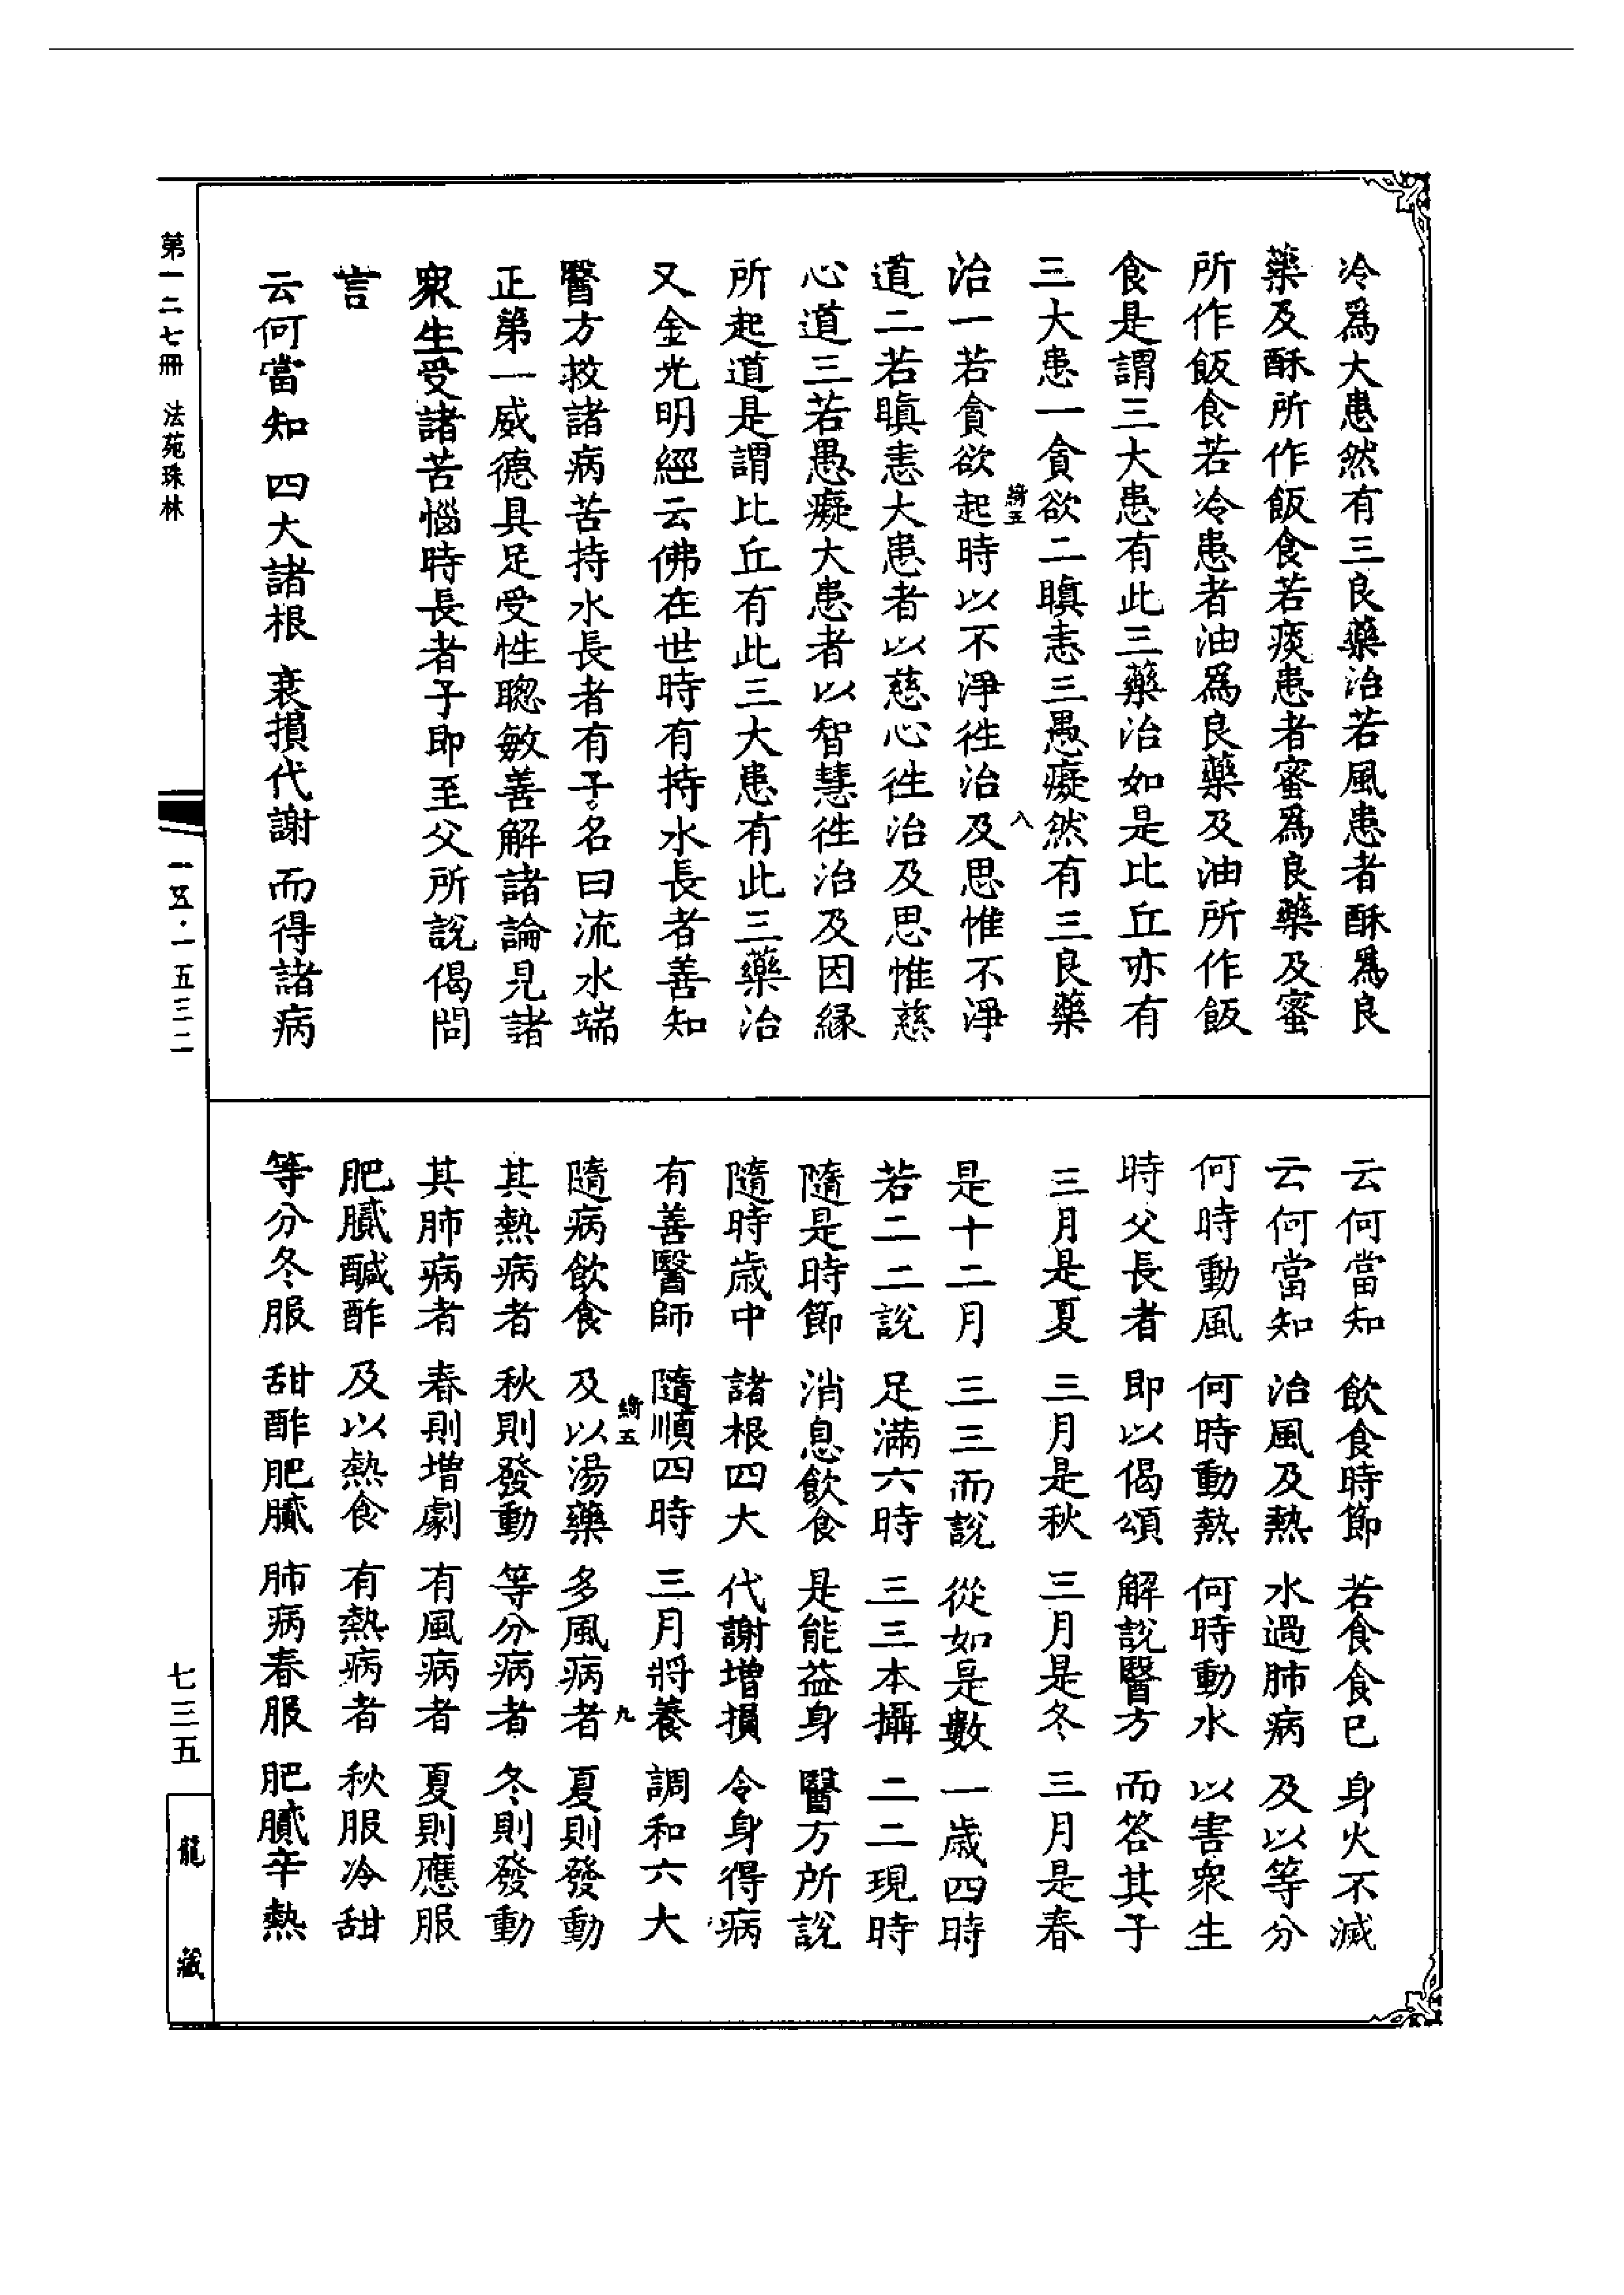 冷爲大患然有三良藥治若風患者酥爲良
藥及酥所作飯食若痰患者蜜爲良藥及蜜
所作飯食若冷患者油爲良藥及油所作飯
食是謂三大患有此三藥治如是比丘亦有
三大患一貪欲二瞋恚三愚癡然有三良藥
綺五
八
治一若貪欲起時以不淨徃治及思惟不淨
道二若瞋恚大患者以慈心徃治及思惟慈
心道三若愚癡大患者以智慧徃治及因緣
所起道是謂比丘有此三大患有此三藥治
又金光明經云佛在世時有持水長者善知
醫方救諸病苦持水長者有子名曰流水端
正第一威德具足受性聰敏善解諸論見諸
衆生受諸苦惱時長者子即至父所說偈問
言
云何當知 四大諸根 衰損代謝 而得諸病
云何當知 飲食時節 若食食已 身火不滅
云何當知 治風及熱 水過肺病 及以等分
何時動風 何時動熱 何時動水 以害衆生
時父長者 即以偈頌 解說醫方 而答其子
三月是夏 三月是秋 三月是冬 三月是春
是十二月 三三而說 從如是數 一歲四時
若二二說 足滿六時 三三本攝 二二現時
隨是時節 消息飲食 是能益身 醫方所說
隨時歲中 諸根四大 代謝增損 令身得病
有善醫師 隨順四時 三月將養 調和六大
綺五
九
隨病飲食 及以湯藥 多風病者 夏則發動
其熱病者 秋則發動 等分病者 冬則發動
其肺病者 春則增劇 有風病者 夏則應服
肥膩醎酢 及以熱食 有熱病者 秋服冷甜
等分冬服 甜酢肥膩 肺病春服 肥膩辛熱
第一二七冊 法苑珠林
一五·一五三二
七三五
龍藏